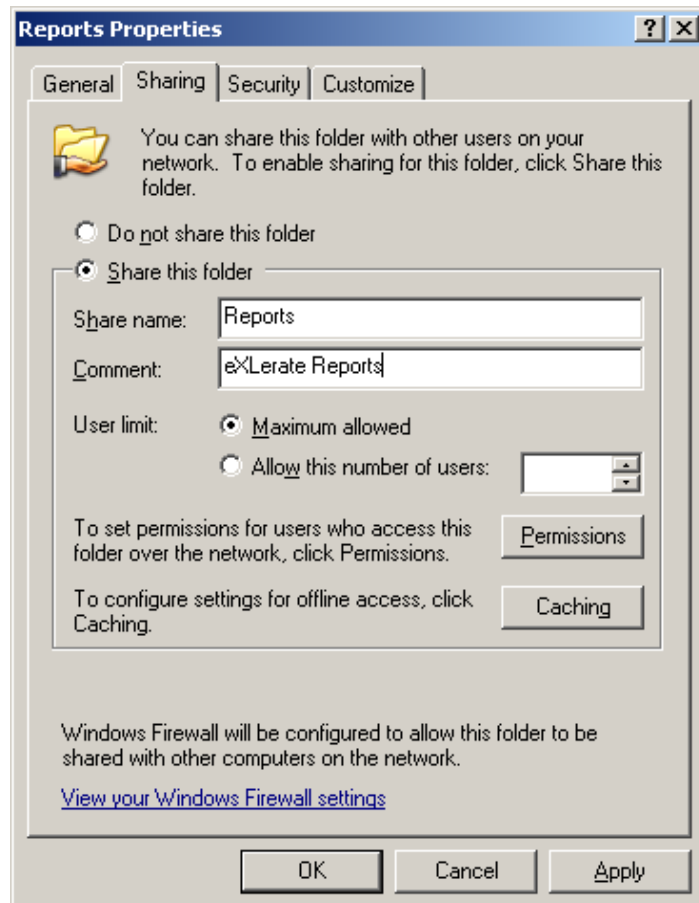 Reports Properties
General Sharing Security Customize
You can share this folder with other users on your
network. To enable sharing for this folder, click Share this
folder.
Do not share this folder
Share this folder
Share name: Reports
Comment: eXLerate Reports
User limit: Maximum allowed
Allow this number of users:
To set permissions for users who access this
folder over the network, click Permissions.
Permissions
To configure settings for offline access, click
Caching.
Caching
Windows Firewall will be configured to allow this folder to be
shared with other computers on the network.
View your Windows Firewall settings
OK Cancel Apply